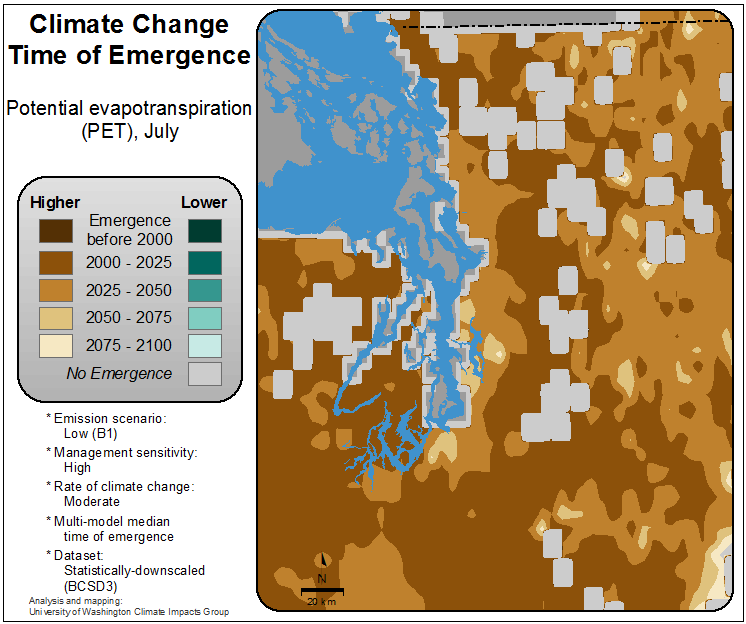 Climate Change
Time of Emergence
Potential evapotranspiration
(PET), July
Higher
Lower
Emergence
before 2000
2000 - 2025
2025 - 2050
2050 - 2075
2075 - 2100
No Emergence
* Emission scenario:
Low (B1)
* Management sensitivity:
High
* Rate of climate change:
Moderate
* Multi-model median
time of emergence
* Dataset:
Statistically-downscaled
(BCSD3)
Analysis and mapping:
University of Washington Climate Impacts Group
N
20 km